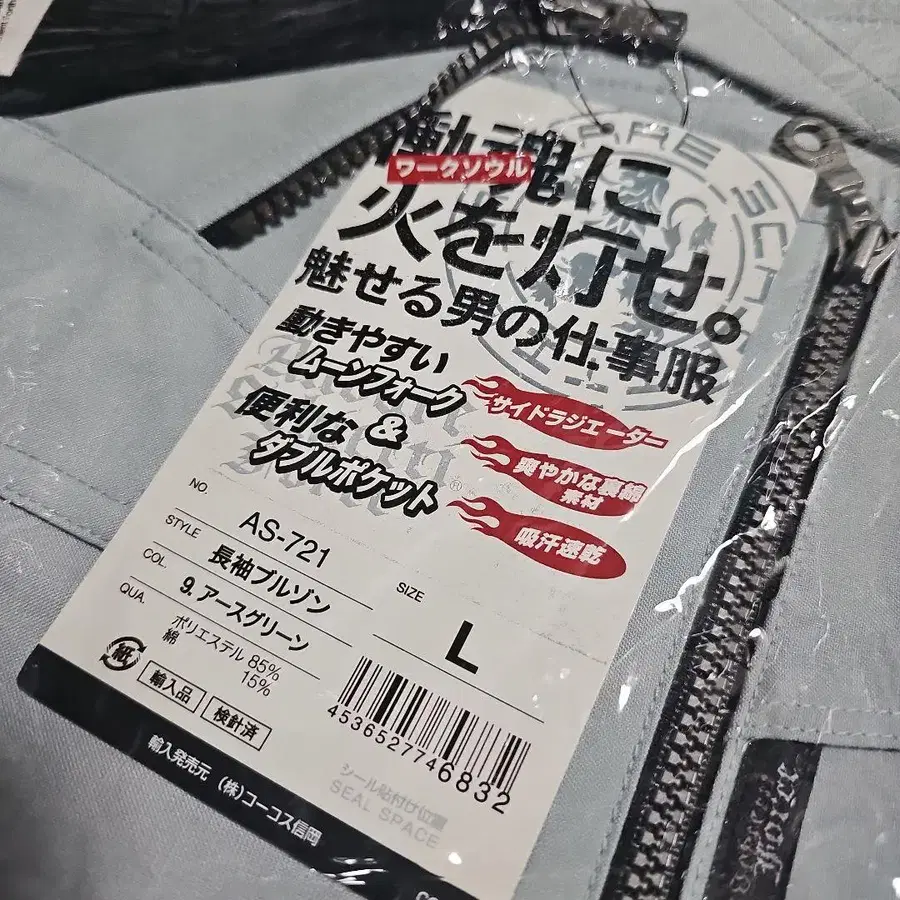 働魂に
ワークソウル
火を灯せ。
魅せる男の仕事服
動きやすい
ムーンフォーク
&
便利な
ダブルポケット
サイドラジエーター
爽やかな裏綿
素材
吸汗速乾
NO. AS-721
STYLE 長袖ブルゾン
COL. 9. アースグリーン
QUA. ポリエステル 85%
綿 15%
SIZE L
紙
輸入品
検針済
4536527746832
シール貼付け位置
SEAL SPACE
輸入発売元 (株)コーコス信岡